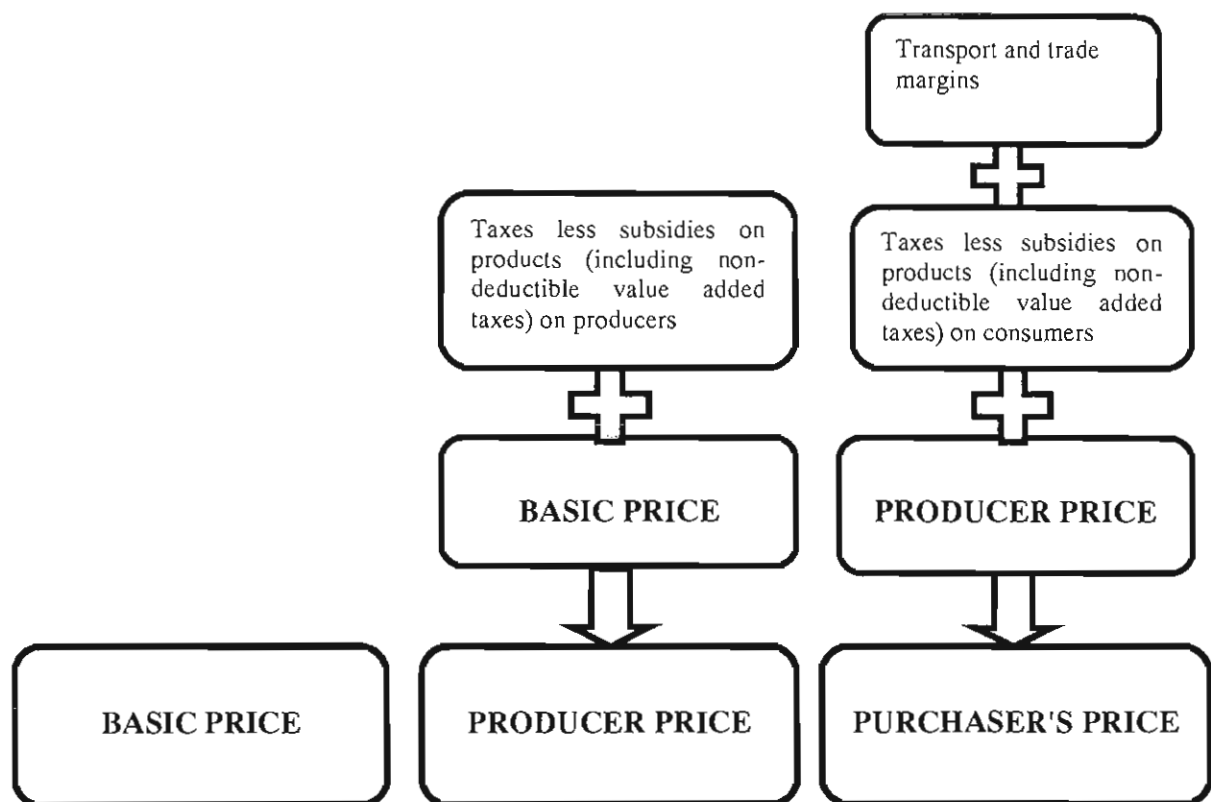 Transport and trade
margins
Taxes less subsidies on
products (including non-
deductible value added
taxes) on producers
Taxes less subsidies on
products (including non-
deductible value added
taxes) on consumers
BASIC PRICE
PRODUCER PRICE
BASIC PRICE
PRODUCER PRICE
PURCHASER'S PRICE